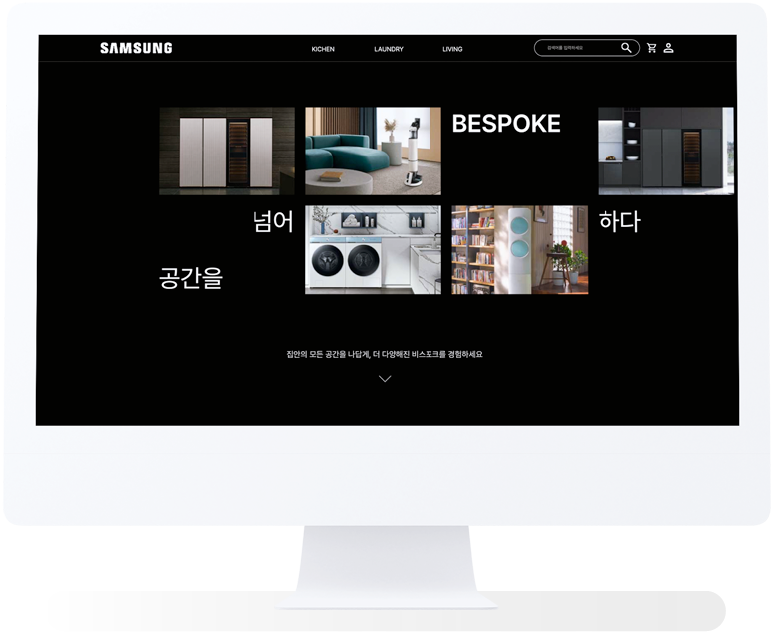 SAMSUNG
KICHEN
LAUNDRY
LIVING
검색어를 입력하세요
BESPOKE
넘어
하다
공간을
집안의 모든 공간을 나답게, 더 다양해진 비스포크를 경험하세요